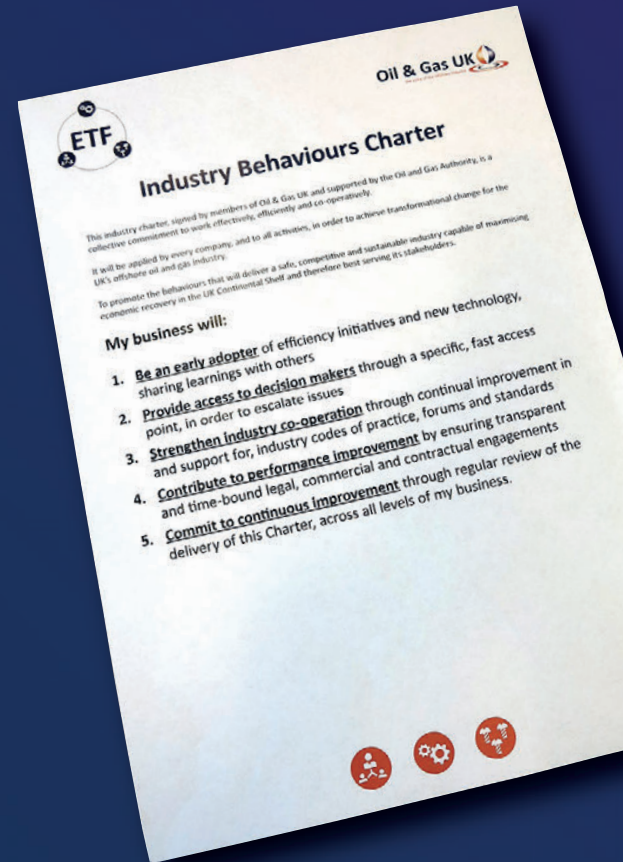 ETF
Oil & Gas UK
Industry Behaviours Charter
This industry charter, signed by members of Oil & Gas UK and supported by the Oil and Gas Authority, is a
collective commitment to work effectively, efficiently and co-operatively.
It will be applied by every company, and to all activities, in order to achieve transformational change for the
UK's offshore oil and gas industry.
To promote the behaviours that will deliver a safe, competitive and sustainable industry capable of maximising
economic recovery in the UK Continental Shelf and therefore best serving its stakeholders.
My business will:
1. Be an early adopter of efficiency initiatives and new technology,
sharing learnings with others
2. Provide access to decision makers through a specific, fast access
point, in order to escalate issues
3. Strengthen industry co-operation through continual improvement in
and support for, industry codes of practice, forums and standards
4. Contribute to performance improvement by ensuring transparent
and time-bound legal, commercial and contractual engagements
5. Commit to continuous improvement through regular review of the
delivery of this Charter, across all levels of my business.